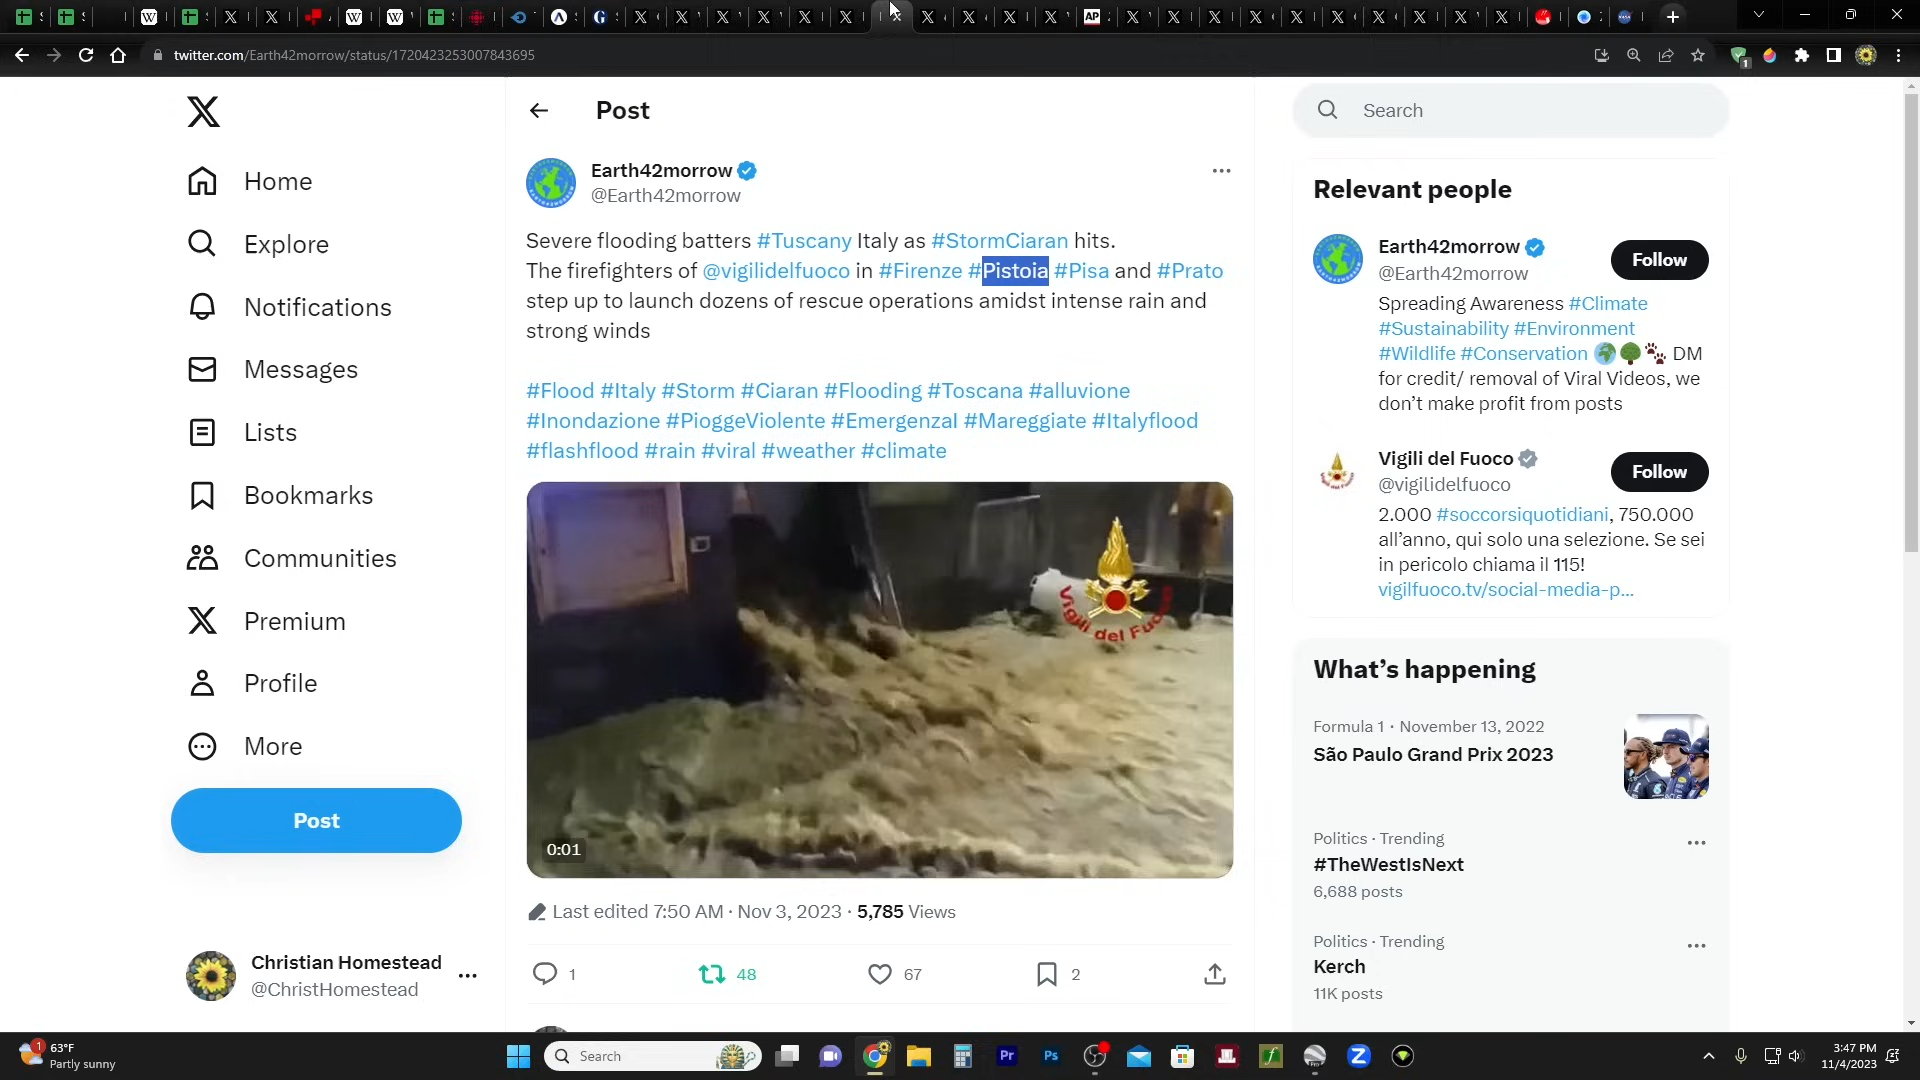 twitter.com/Earth42morrow/status/1720423253007843695
1
Post
Search
Home
Explore
Notifications
Messages
Lists
Bookmarks
Communities
Premium
Profile
More
Post
Christian Homestead
@ChristHomestead
Earth42morrow
@Earth42morrow
Severe flooding batters #Tuscany Italy as #StormCiaran hits.
The firefighters of @vigilidelfuoco in #Firenze #Pistoia #Pisa and #Prato
step up to launch dozens of rescue operations amidst intense rain and
strong winds
#Flood #Italy #Storm #Ciaran #Flooding #Toscana #alluvione
#Inondazione #PioggeViolente #EmergenzaI #Mareggiate #Italyflood
#flashflood #rain #viral #weather #climate
Vigili del Fuoco
0:01
Last edited 7:50 AM · Nov 3, 2023 · 5,785 Views
1 48 67 2
Relevant people
Earth42morrow
@Earth42morrow
Follow
Spreading Awareness #Climate
#Sustainability #Environment
#Wildlife #Conservation 🌍🌳🐾 DM
for credit/ removal of Viral Videos, we
don’t make profit from posts
Vigili del Fuoco
@vigilidelfuoco
Follow
2.000 #soccorsiquotidiani, 750.000
all’anno, qui solo una selezione. Se sei
in pericolo chiama il 115!
vigilfuoco.tv/social-media-p...
What’s happening
Formula 1 · November 13, 2022
São Paulo Grand Prix 2023
Politics · Trending
#TheWestIsNext
6,688 posts
Politics · Trending
Kerch
11K posts
1
63°F
Partly sunny
Search
Pr
Ps
3:47 PM
11/4/2023